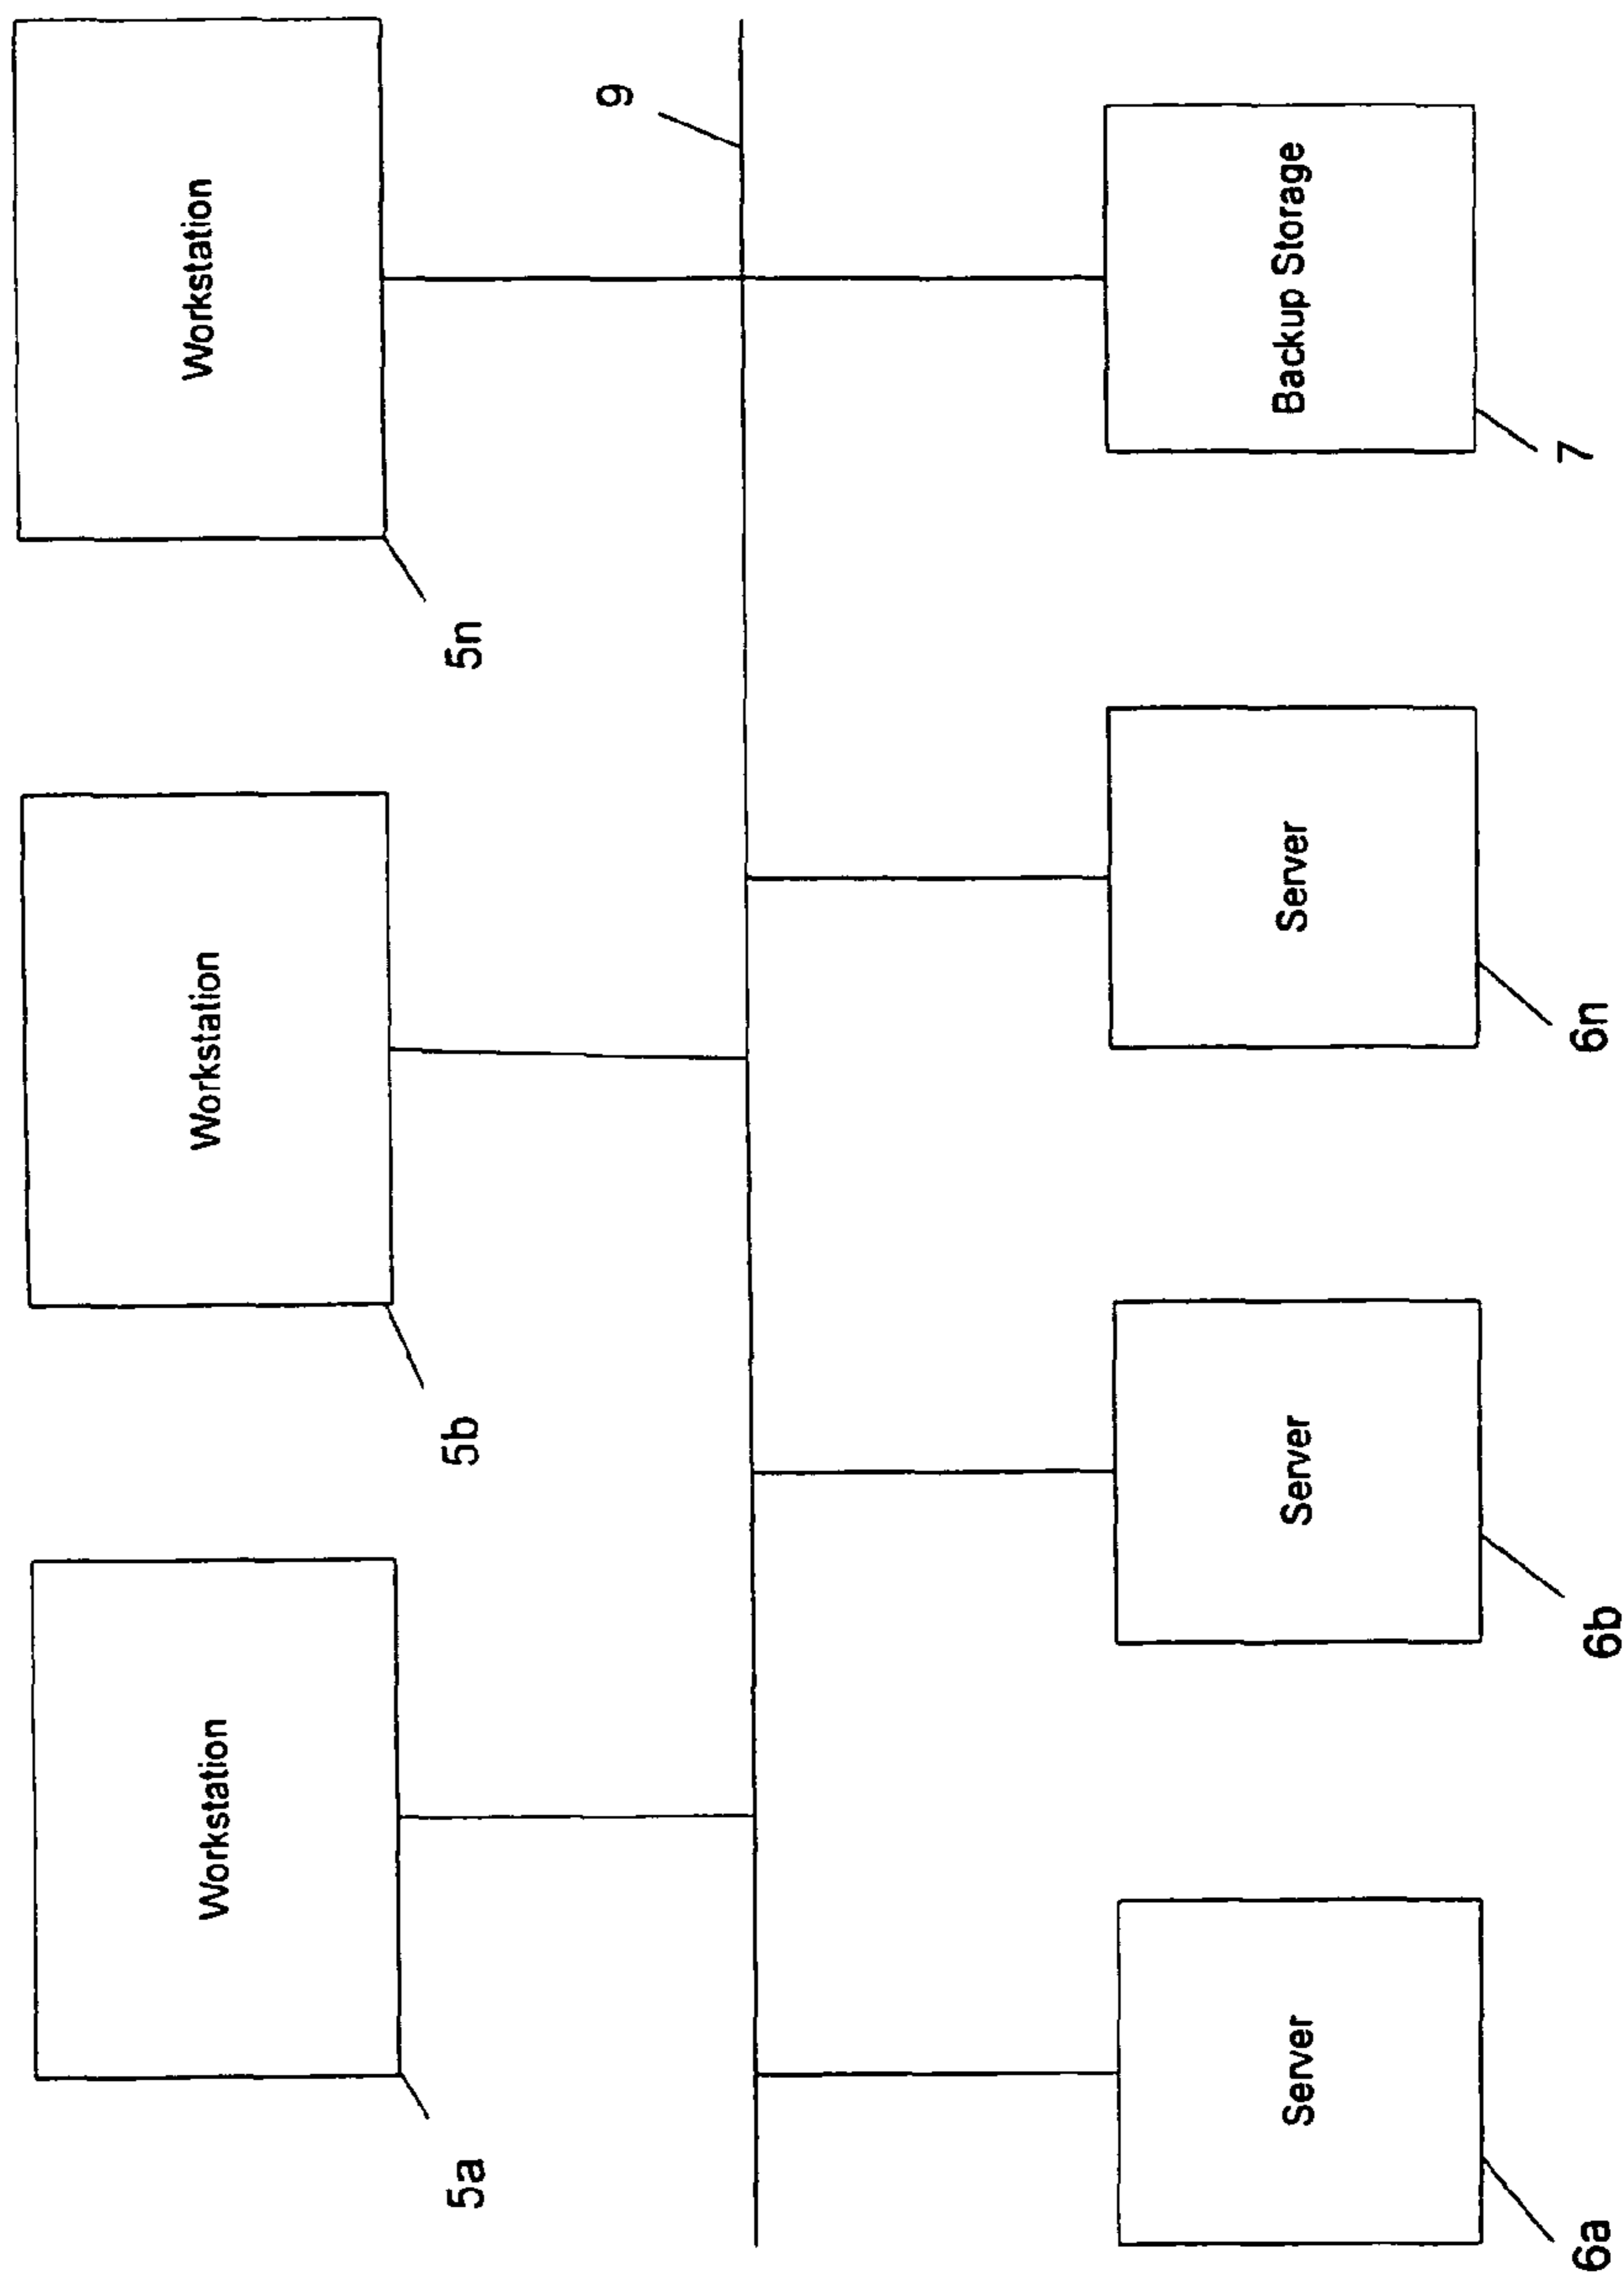 Workstation
Workstation
Workstation
5a
5b
5n
9
Server
Server
Server
Backup Storage
6a
6b
6n
7